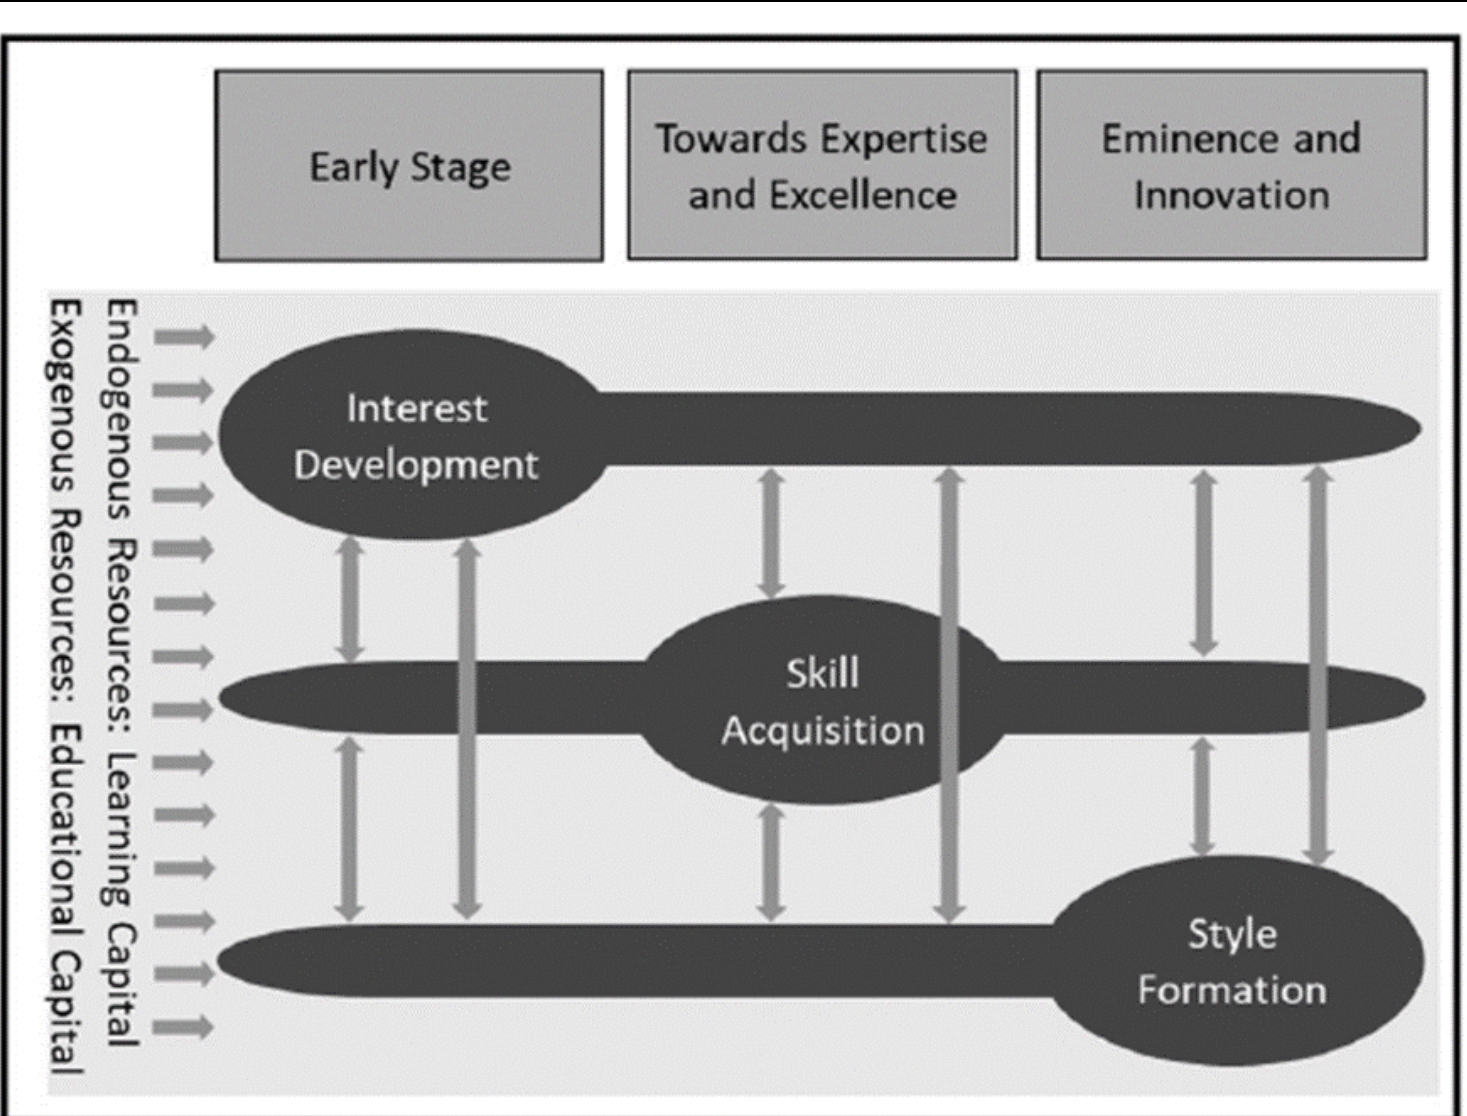 Early Stage
Towards Expertise
and Excellence
Eminence and
Innovation
Endogenous Resources: Learning Capital
Exogenous Resources: Educational Capital
Interest
Development
Skill
Acquisition
Style
Formation